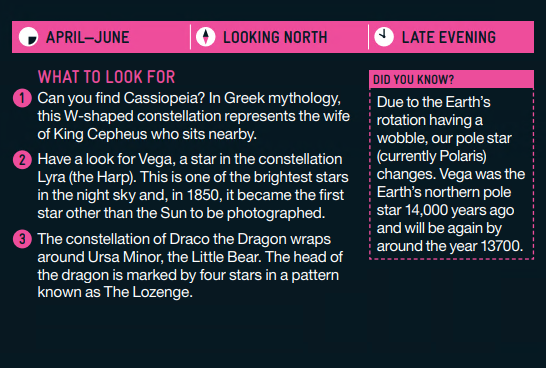 APRIL–JUNE
LOOKING NORTH
LATE EVENING
WHAT TO LOOK FOR
1 Can you find Cassiopeia? In Greek mythology,
this W-shaped constellation represents the wife
of King Cepheus who sits nearby.
2 Have a look for Vega, a star in the constellation
Lyra (the Harp). This is one of the brightest stars
in the night sky and, in 1850, it became the first
star other than the Sun to be photographed.
3 The constellation of Draco the Dragon wraps
around Ursa Minor, the Little Bear. The head of
the dragon is marked by four stars in a pattern
known as The Lozenge.
DID YOU KNOW?
Due to the Earth's
rotation having a
wobble, our pole star
(currently Polaris)
changes. Vega was the
Earth's northern pole
star 14,000 years ago
and will be again by
around the year 13700.